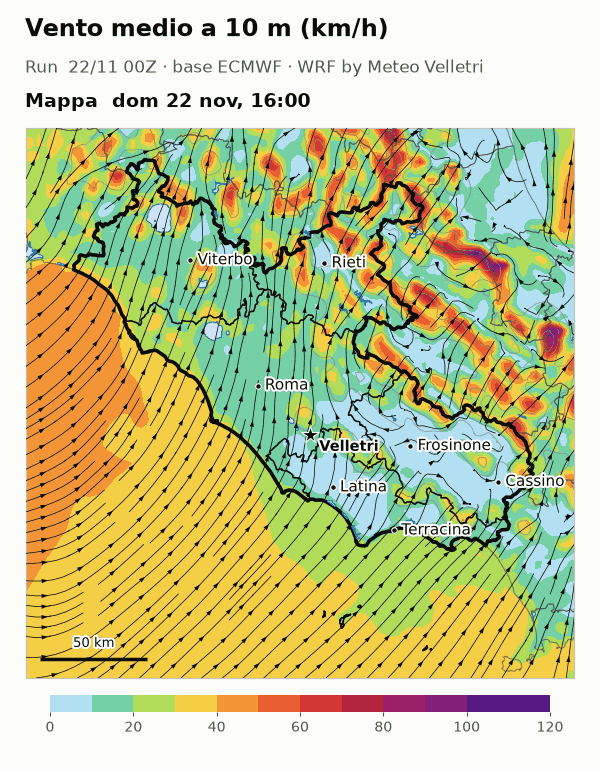 Vento medio a 10 m (km/h)
Run 22/11 00Z · base ECMWF · WRF by Meteo Velletri
Mappa dom 22 nov, 16:00
Viterbo
Rieti
Roma
Velletri
Frosinone
Latina
Cassino
Terracina
50 km
0 20 40 60 80 100 120